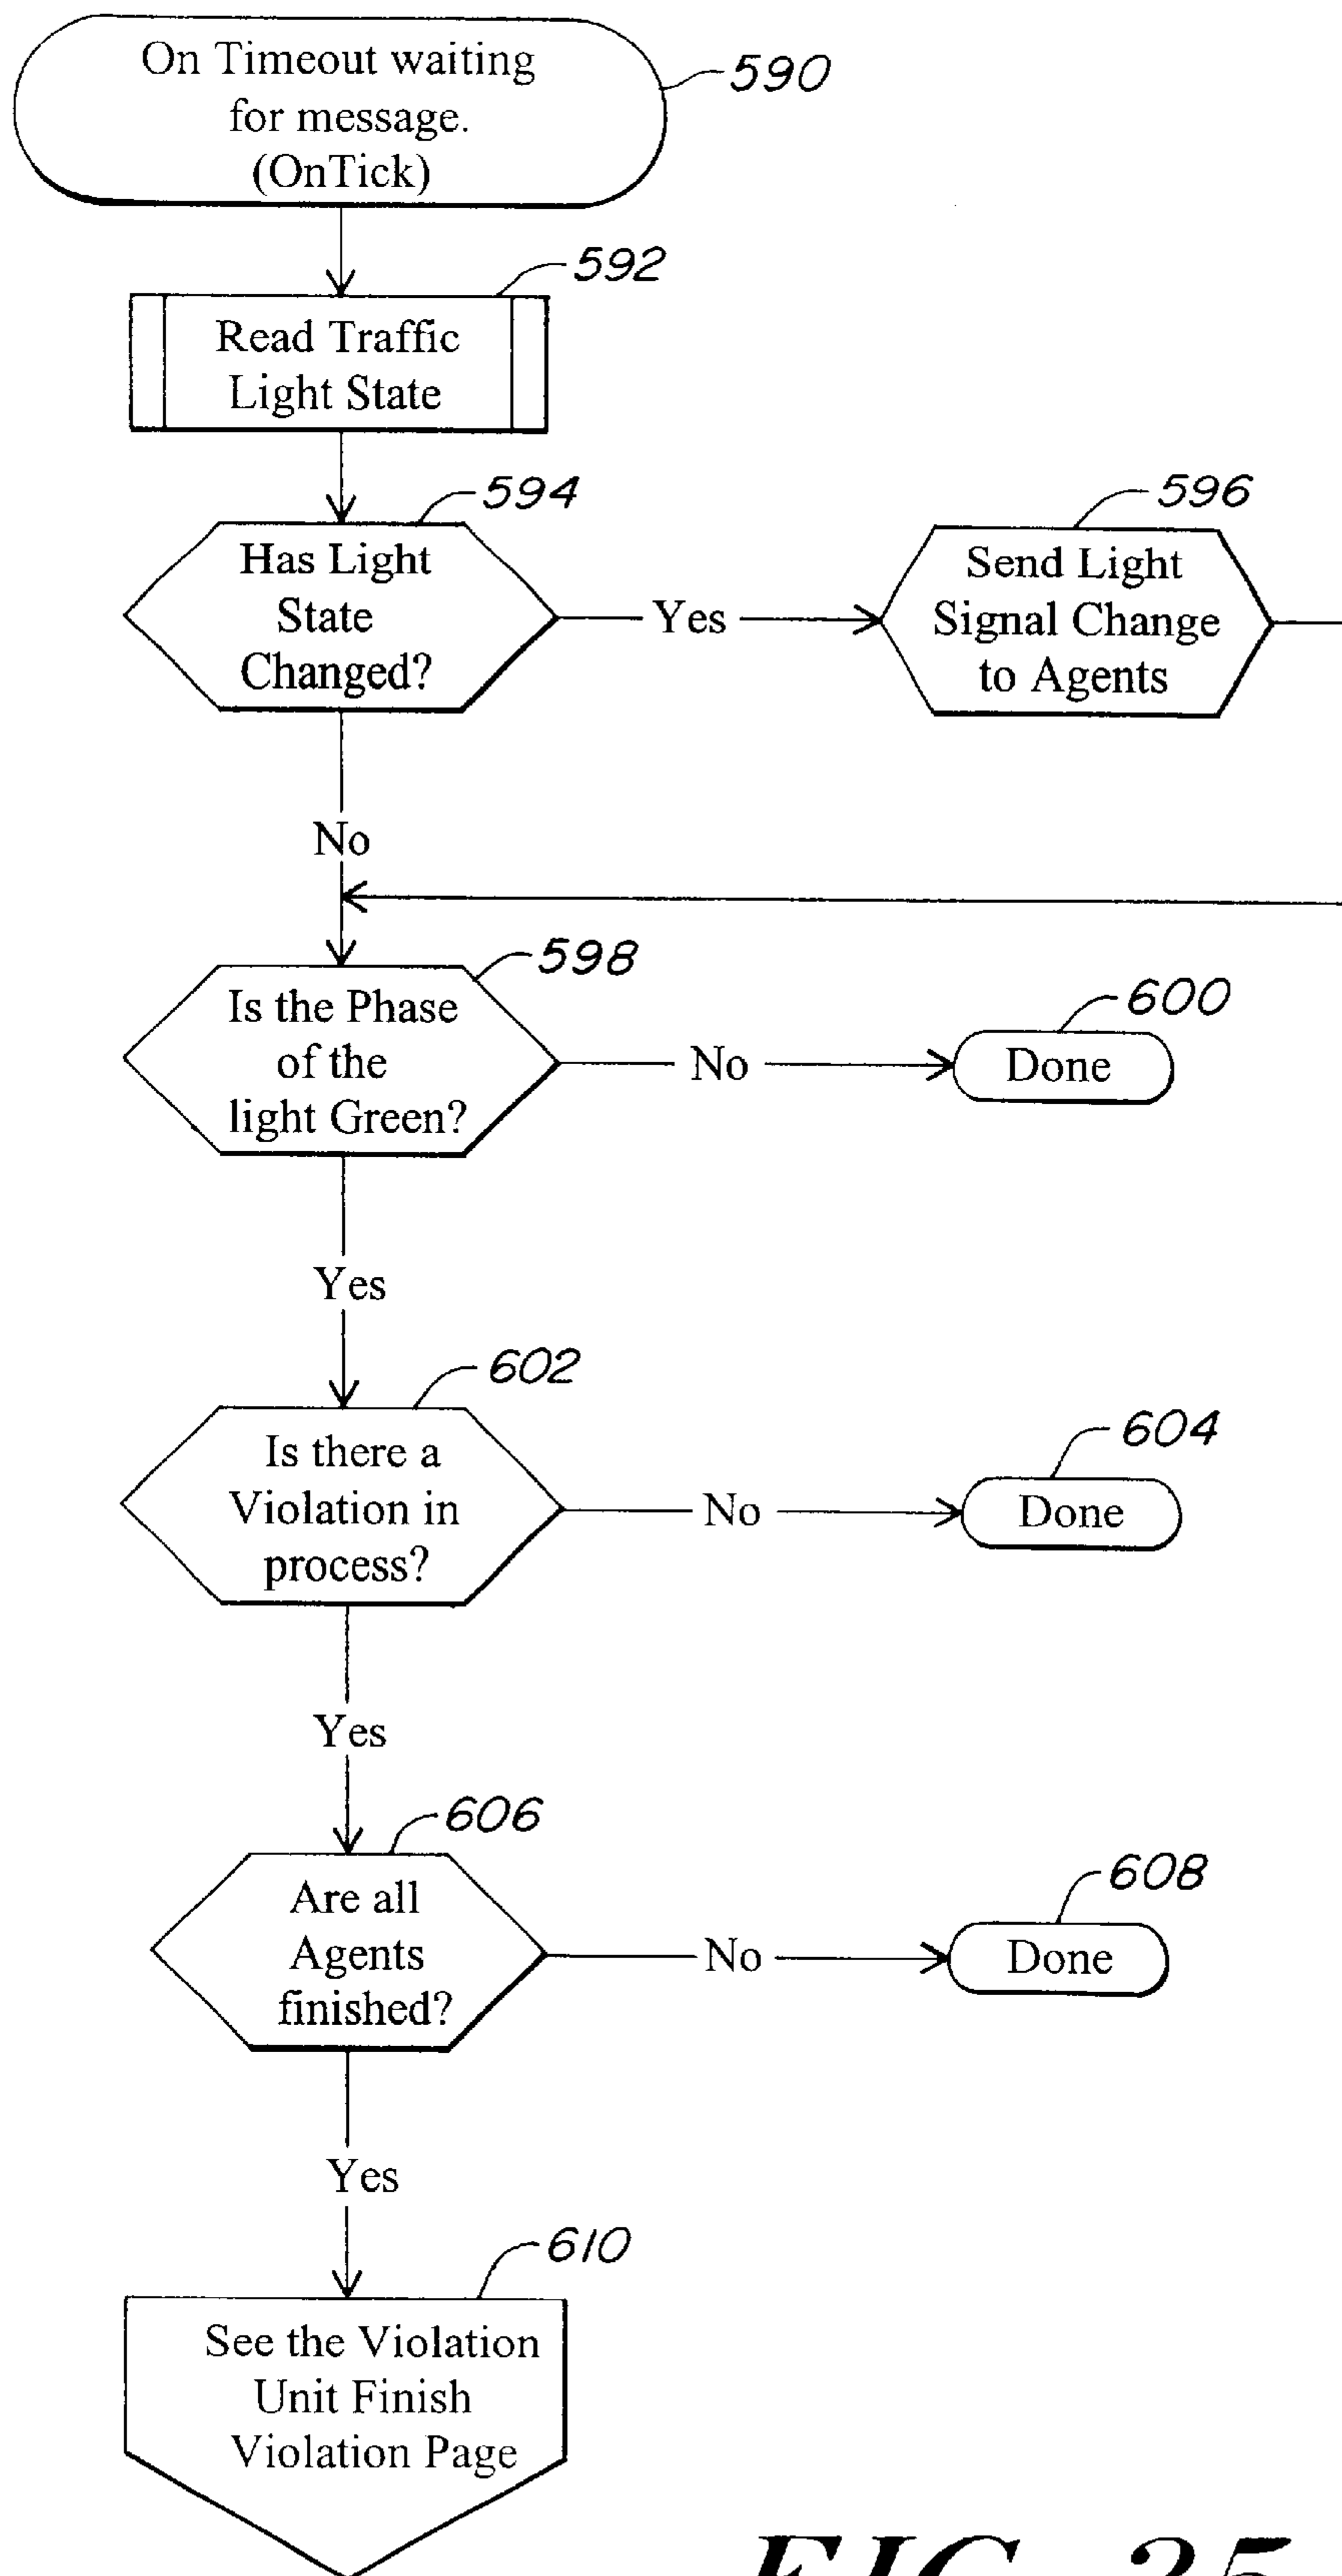 On Timeout waiting
for message.
(OnTick)
590
592
Read Traffic
Light State
594
Has Light
State
Changed?
Yes
596
Send Light
Signal Change
to Agents
No
598
Is the Phase
of the
light Green?
No
600
Done
Yes
602
Is there a
Violation in
process?
No
604
Done
Yes
606
Are all
Agents
finished?
No
608
Done
Yes
610
See the Violation
Unit Finish
Violation Page
FIG. 25